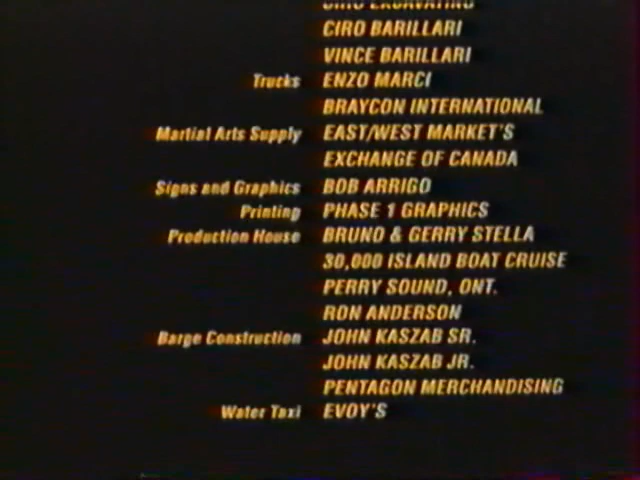 CIRO BARILLARI
VINCE BARILLARI
Trucks ENZO MARCI
BRAYCON INTERNATIONAL
Martial Arts Supply EAST/WEST MARKET'S
EXCHANGE OF CANADA
Signs and Graphics BOB ARRIGO
Printing PHASE 1 GRAPHICS
Production House BRUNO & GERRY STELLA
30,000 ISLAND BOAT CRUISE
PERRY SOUND, ONT.
RON ANDERSON
Barge Construction JOHN KASZAB SR.
JOHN KASZAB JR.
PENTAGON MERCHANDISING
Water Taxi EVOY'S